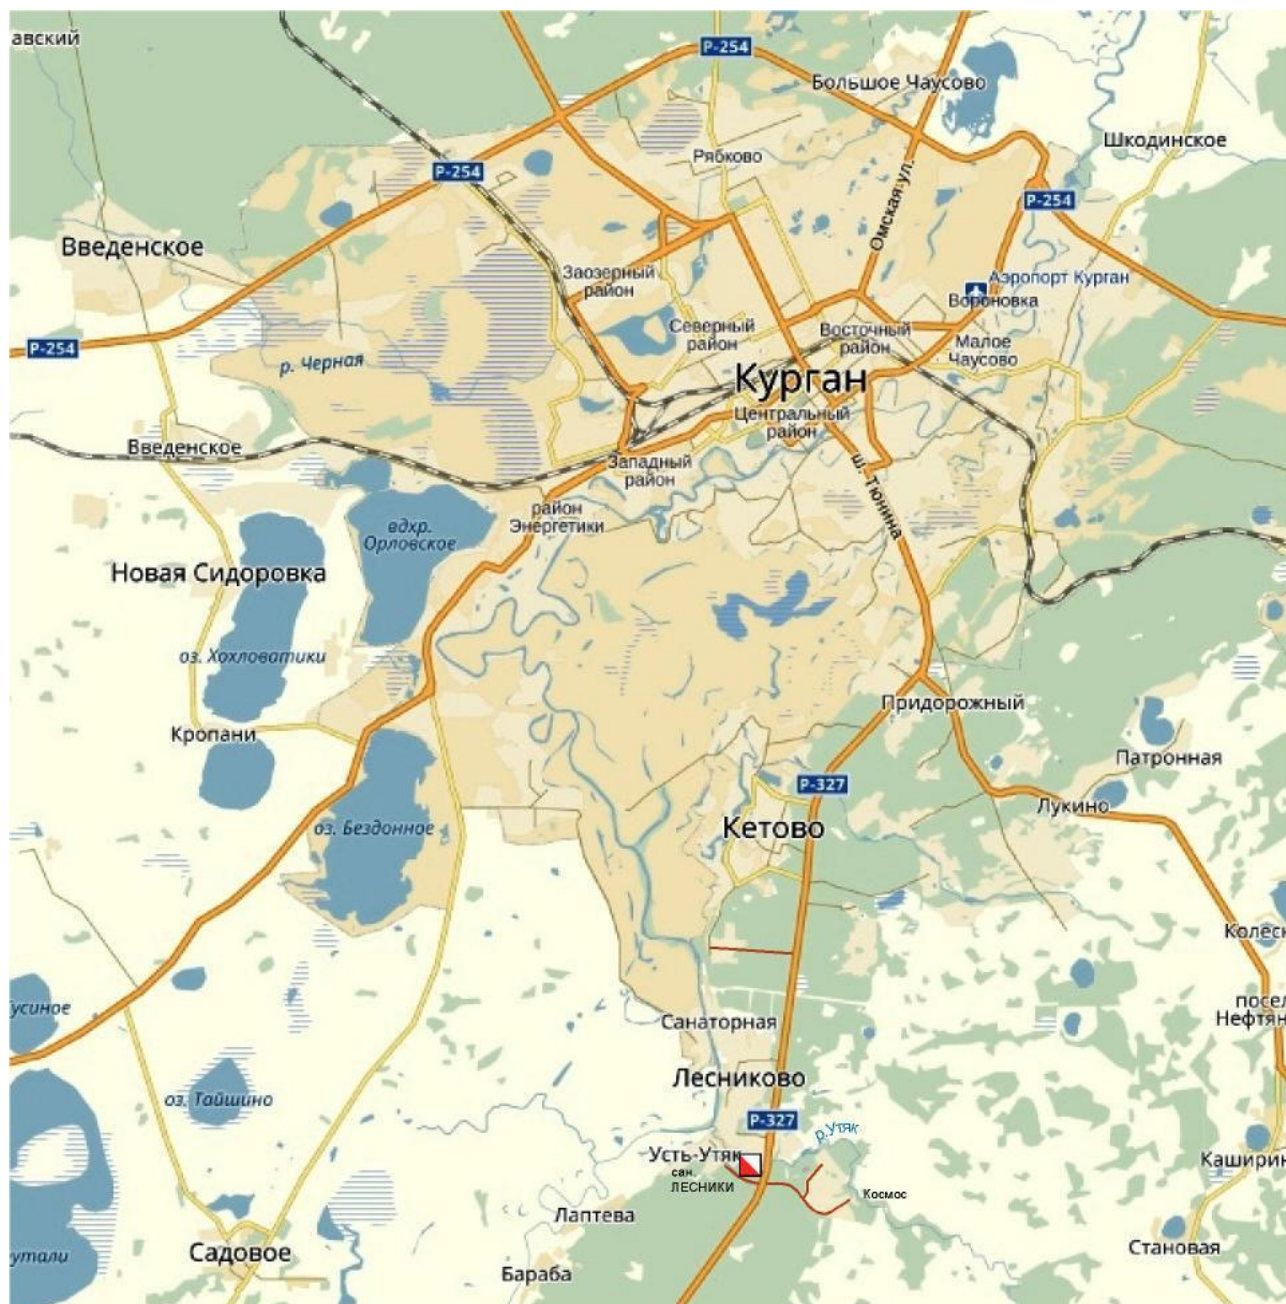 авский
Р-254
Большое Чаусово
Шкодинское
Рябково
Р-254
Р-254
Омская ул.
Введенское
Заозерный
район
Аэропорт Курган
Вороновка
Северный
район
Восточный
район
Малое
Чаусово
Р-254
р. Черная
Курган
Центральный
район
Введенское
Западный
район
ш. Тюнина
район
Энергетики
вдхр.
Орловское
Новая Сидоровка
оз. Хохловатики
Придорожный
Кропани
Патронная
Р-327
Лукино
оз. Бездонное
Кетово
Колесн
усиное
Санаторная
посел
Нефтян
Лесниково
оз. Тайшино
Р-327
р.Утяк
Усть-Утяк
сан.
ЛЕСНИКИ
Каширин
Космос
Лаптева
Садовое
Становая
утали
Бараба